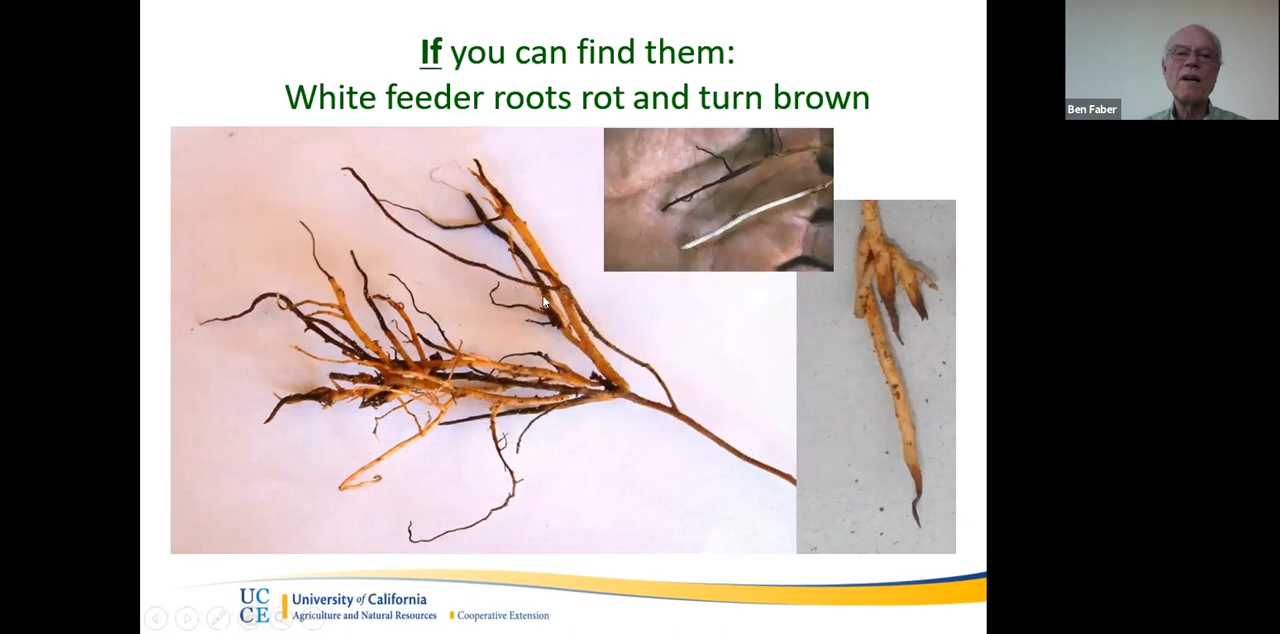 If you can find them:
White feeder roots rot and turn brown
Ben Faber
UC
CE
University of California
Agriculture and Natural Resources
Cooperative Extension